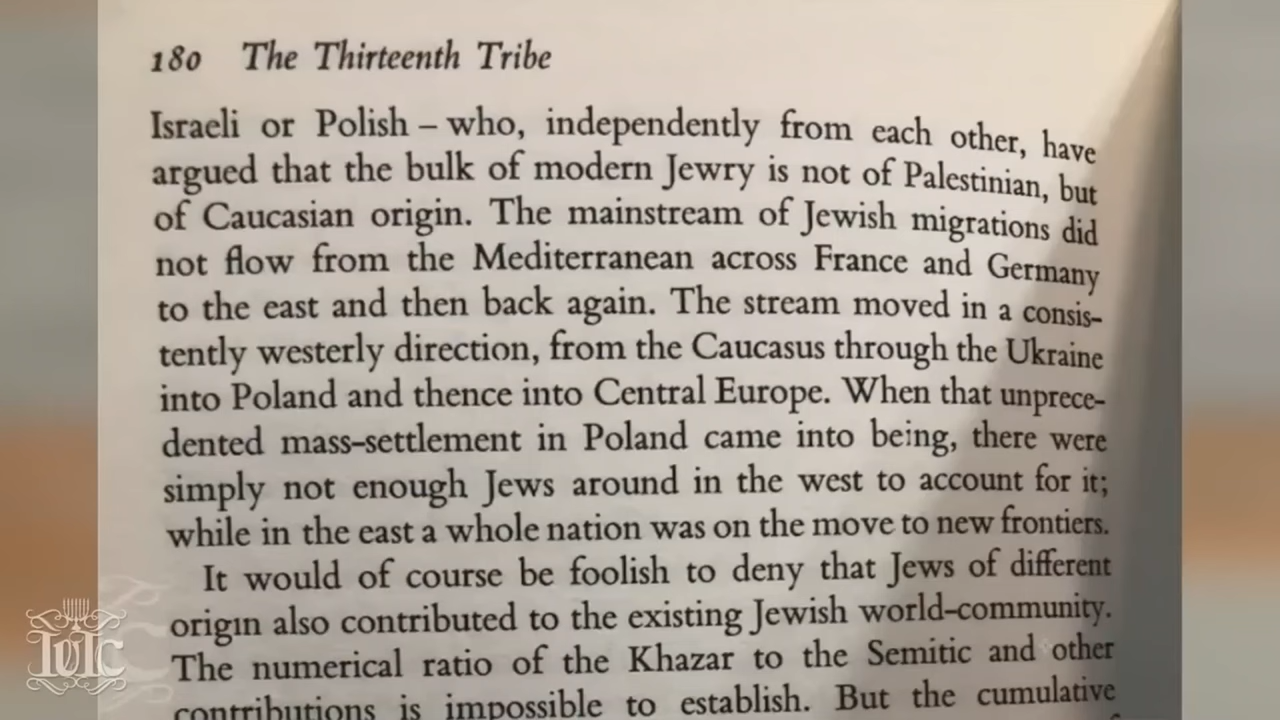 180 The Thirteenth Tribe
Israeli or Polish – who, independently from each other, have
argued that the bulk of modern Jewry is not of Palestinian, but
of Caucasian origin. The mainstream of Jewish migrations did
not flow from the Mediterranean across France and Germany
to the east and then back again. The stream moved in a consis-
tently westerly direction, from the Caucasus through the Ukraine
into Poland and thence into Central Europe. When that unprece-
dented mass-settlement in Poland came into being, there were
simply not enough Jews around in the west to account for it;
while in the east a whole nation was on the move to new frontiers.
It would of course be foolish to deny that Jews of different
origin also contributed to the existing Jewish world-community.
The numerical ratio of the Khazar to the Semitic and other
contributions is impossible to establish. But the cumulative
IUIC